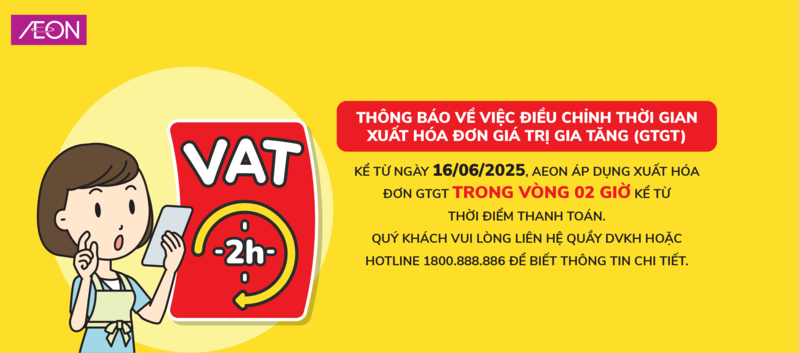 ÆON
THÔNG BÁO VỀ VIỆC ĐIỀU CHỈNH THỜI GIAN
XUẤT HÓA ĐƠN GIÁ TRỊ GIA TĂNG (GTGT)
VAT
-2h-
KỂ TỪ NGÀY 16/06/2025, AEON ÁP DỤNG XUẤT HÓA
ĐƠN GTGT TRONG VÒNG 02 GIỜ KỂ TỪ
THỜI ĐIỂM THANH TOÁN.
QUÝ KHÁCH VUI LÒNG LIÊN HỆ QUẦY DVKH HOẶC
HOTLINE 1800.888.886 ĐỂ BIẾT THÔNG TIN CHI TIẾT.